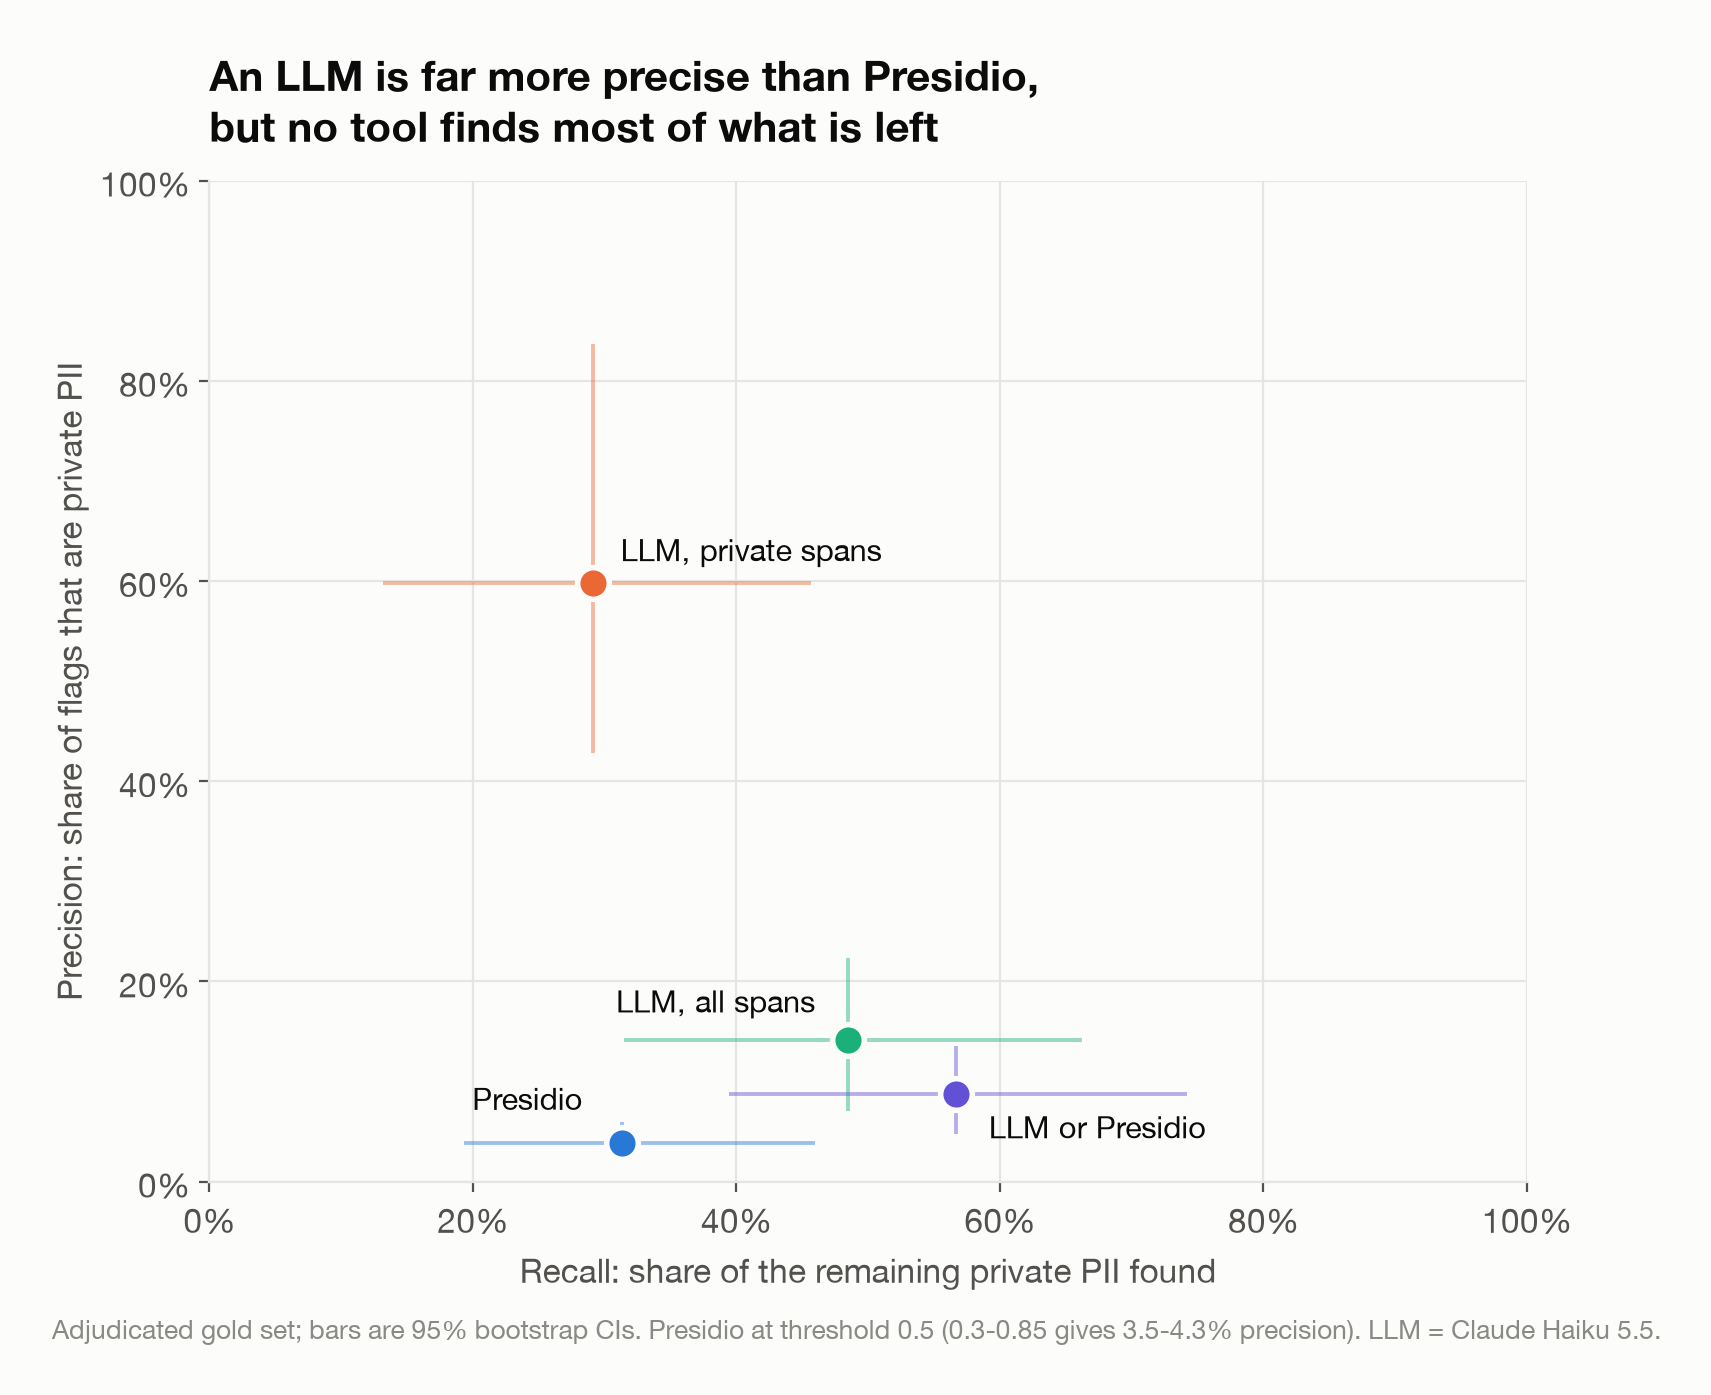 An LLM is far more precise than Presidio,
but no tool finds most of what is left
100%
80%
60%
40%
20%
0%
Precision: share of flags that are private PII
LLM, private spans
LLM, all spans
Presidio
LLM or Presidio
0%
20%
40%
60%
80%
100%
Recall: share of the remaining private PII found
Adjudicated gold set; bars are 95% bootstrap CIs. Presidio at threshold 0.5 (0.3-0.85 gives 3.5-4.3% precision). LLM = Claude Haiku 5.5.